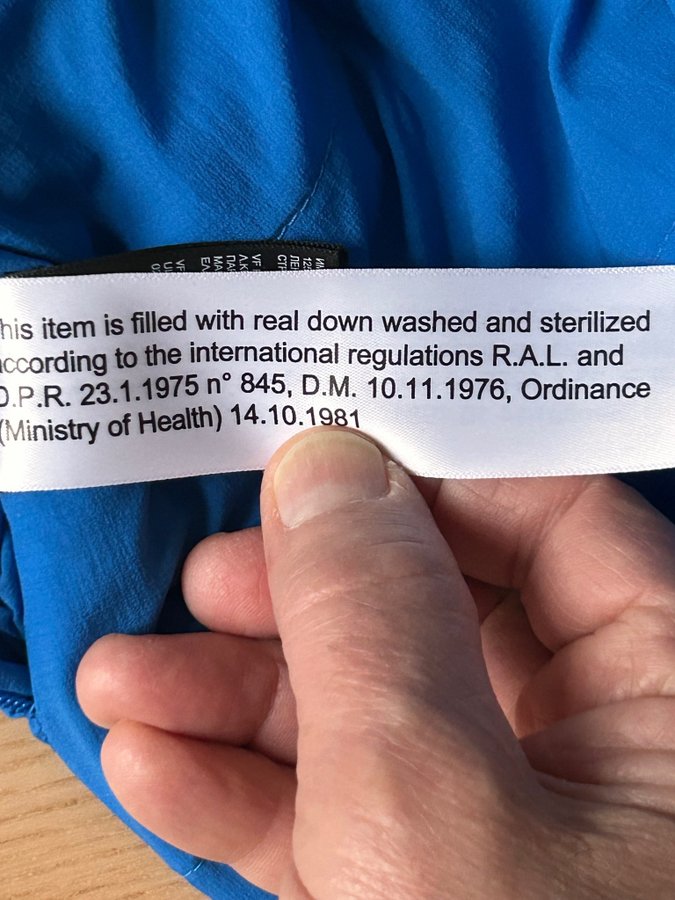 his item is filled with real down washed and sterilized
ccording to the international regulations R.A.L. and
D.P.R. 23.1.1975 n° 845, D.M. 10.11.1976, Ordinance
(Ministry of Health) 14.10.1981